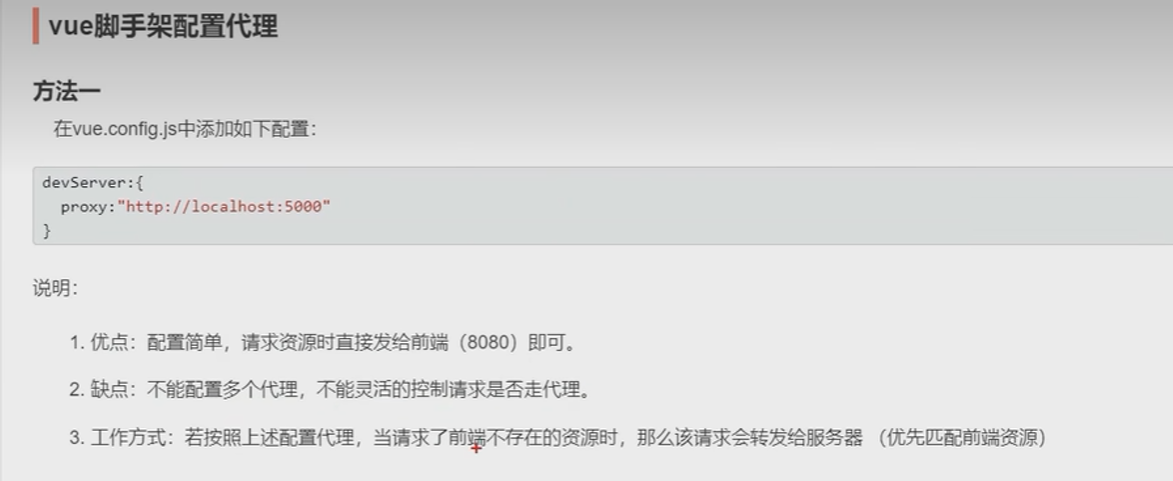 vue脚手架配置代理
方法一
在vue.config.js中添加如下配置：
devServer:{
  proxy:"http://localhost:5000"
}
说明：
1. 优点：配置简单，请求资源时直接发给前端（8080）即可。
2. 缺点：不能配置多个代理，不能灵活的控制请求是否走代理。
3. 工作方式：若按照上述配置代理，当请求了前端不存在的资源时，那么该请求会转发给服务器 （优先匹配前端资源）